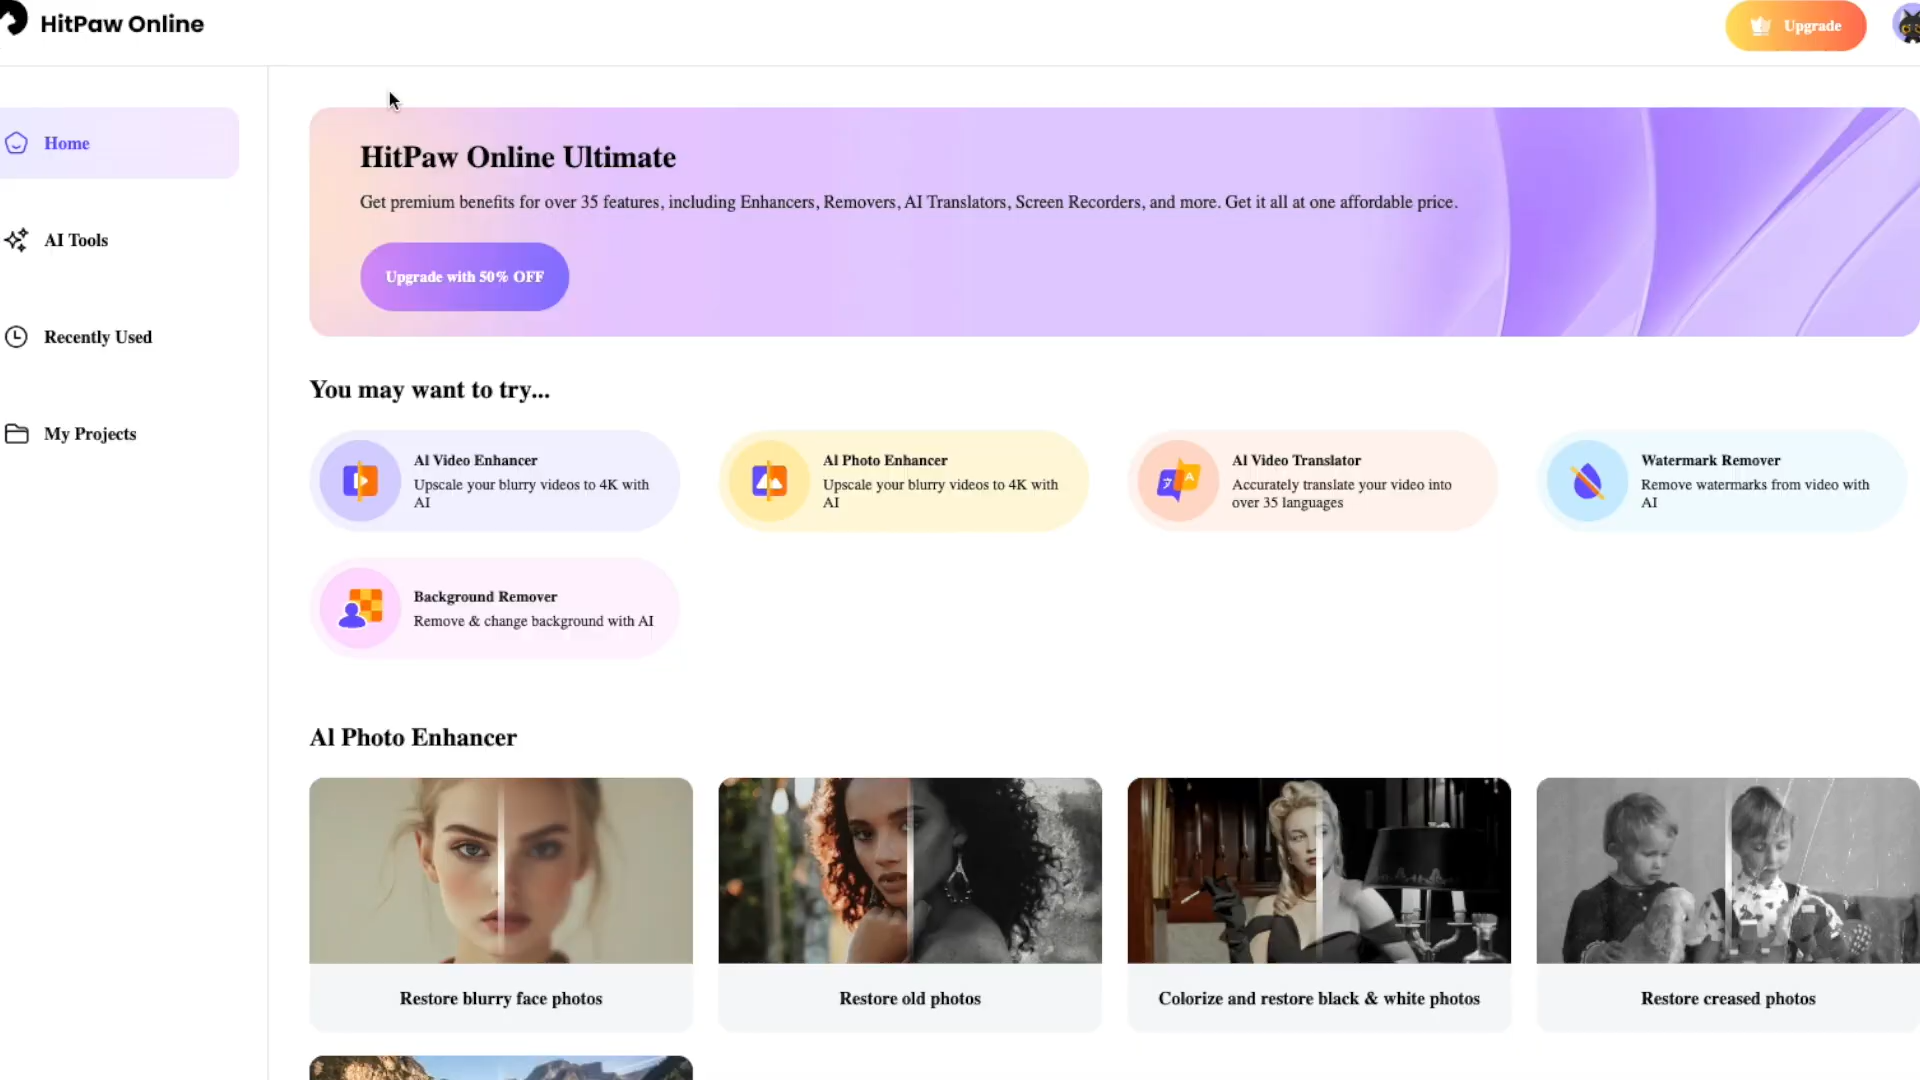 HitPaw Online
Upgrade
Home
AI Tools
Recently Used
My Projects
HitPaw Online Ultimate
Get premium benefits for over 35 features, including Enhancers, Removers, AI Translators, Screen Recorders, and more. Get it all at one affordable price.
Upgrade with 50% OFF
You may want to try...
AI Video Enhancer
Upscale your blurry videos to 4K with
AI
AI Photo Enhancer
Upscale your blurry videos to 4K with
AI
AI Video Translator
Accurately translate your video into
over 35 languages
Watermark Remover
Remove watermarks from video with
AI
Background Remover
Remove & change background with AI
AI Photo Enhancer
Restore blurry face photos
Restore old photos
Colorize and restore black & white photos
Restore creased photos